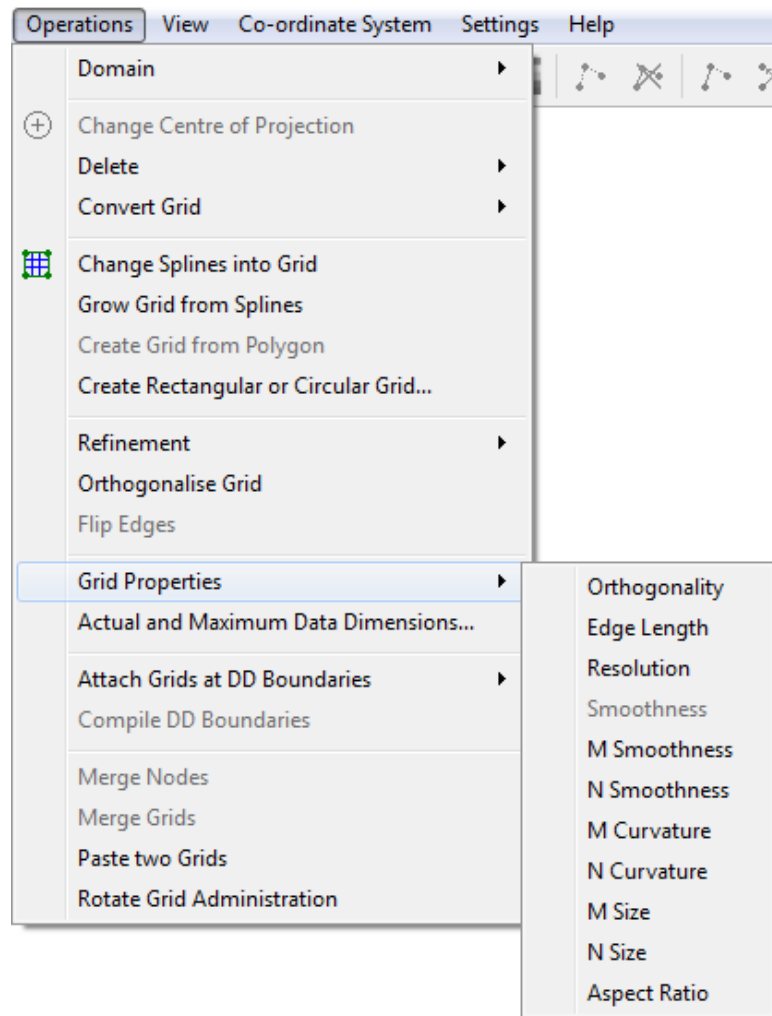 Operations View Co-ordinate System Settings Help
Domain
Change Centre of Projection
Delete
Convert Grid
Change Splines into Grid
Grow Grid from Splines
Create Grid from Polygon
Create Rectangular or Circular Grid...
Refinement
Orthogonalise Grid
Flip Edges
Grid Properties
Actual and Maximum Data Dimensions...
Attach Grids at DD Boundaries
Compile DD Boundaries
Merge Nodes
Merge Grids
Paste two Grids
Rotate Grid Administration
Orthogonality
Edge Length
Resolution
Smoothness
M Smoothness
N Smoothness
M Curvature
N Curvature
M Size
N Size
Aspect Ratio